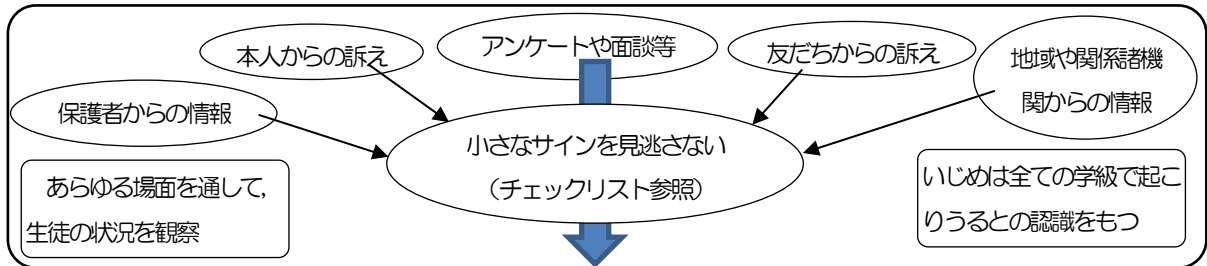 保護者からの情報
本人からの訴え
アンケートや面談等
友だちからの訴え
地域や関係諸機
関からの情報
小さなサインを見逃さない
（チェックリスト参照）
あらゆる場面を通して，
生徒の状況を観察
いじめは全ての学級で起こ
りうるとの認識をもつ